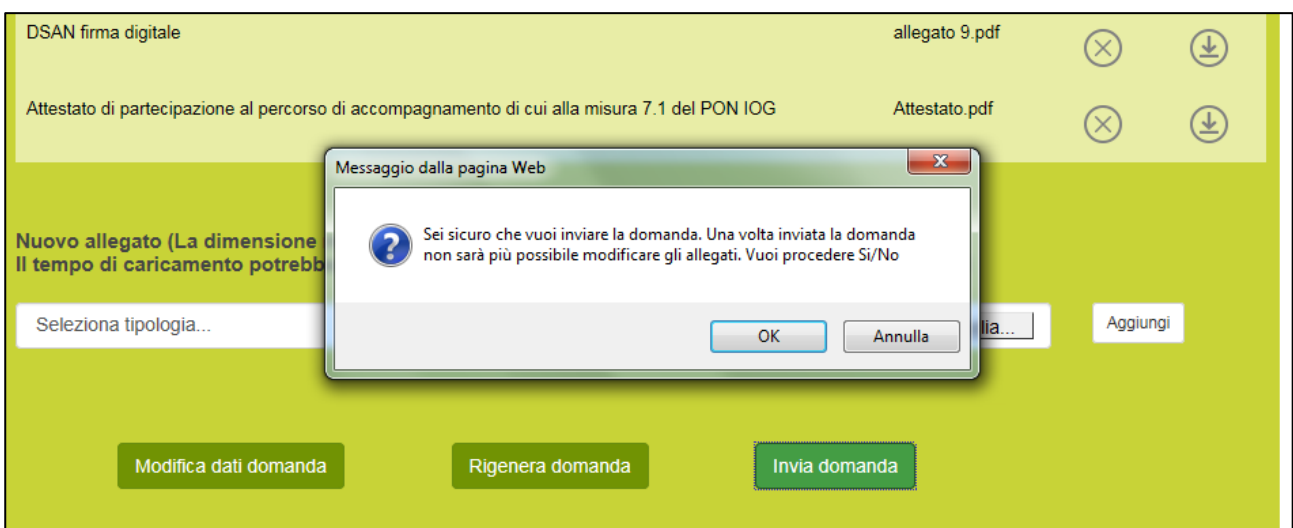 DSAN firma digitale allegato 9.pdf
Attestato di partecipazione al percorso di accompagnamento di cui alla misura 7.1 del PON IOG Attestato.pdf
Messaggio dalla pagina Web
Sei sicuro che vuoi inviare la domanda. Una volta inviata la domanda
non sarà più possibile modificare gli allegati. Vuoi procedere Si/No
OK Annulla
Nuovo allegato (La dimensione
Il tempo di caricamento potrebb
Seleziona tipologia... lia... Aggiungi
Modifica dati domanda Rigenera domanda Invia domanda